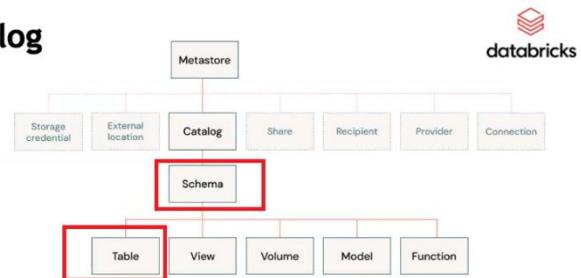 log
databricks
Metastore
Storage
credential
External
location
Catalog
Share
Recipient
Provider
Connection
Schema
Table
View
Volume
Model
Function